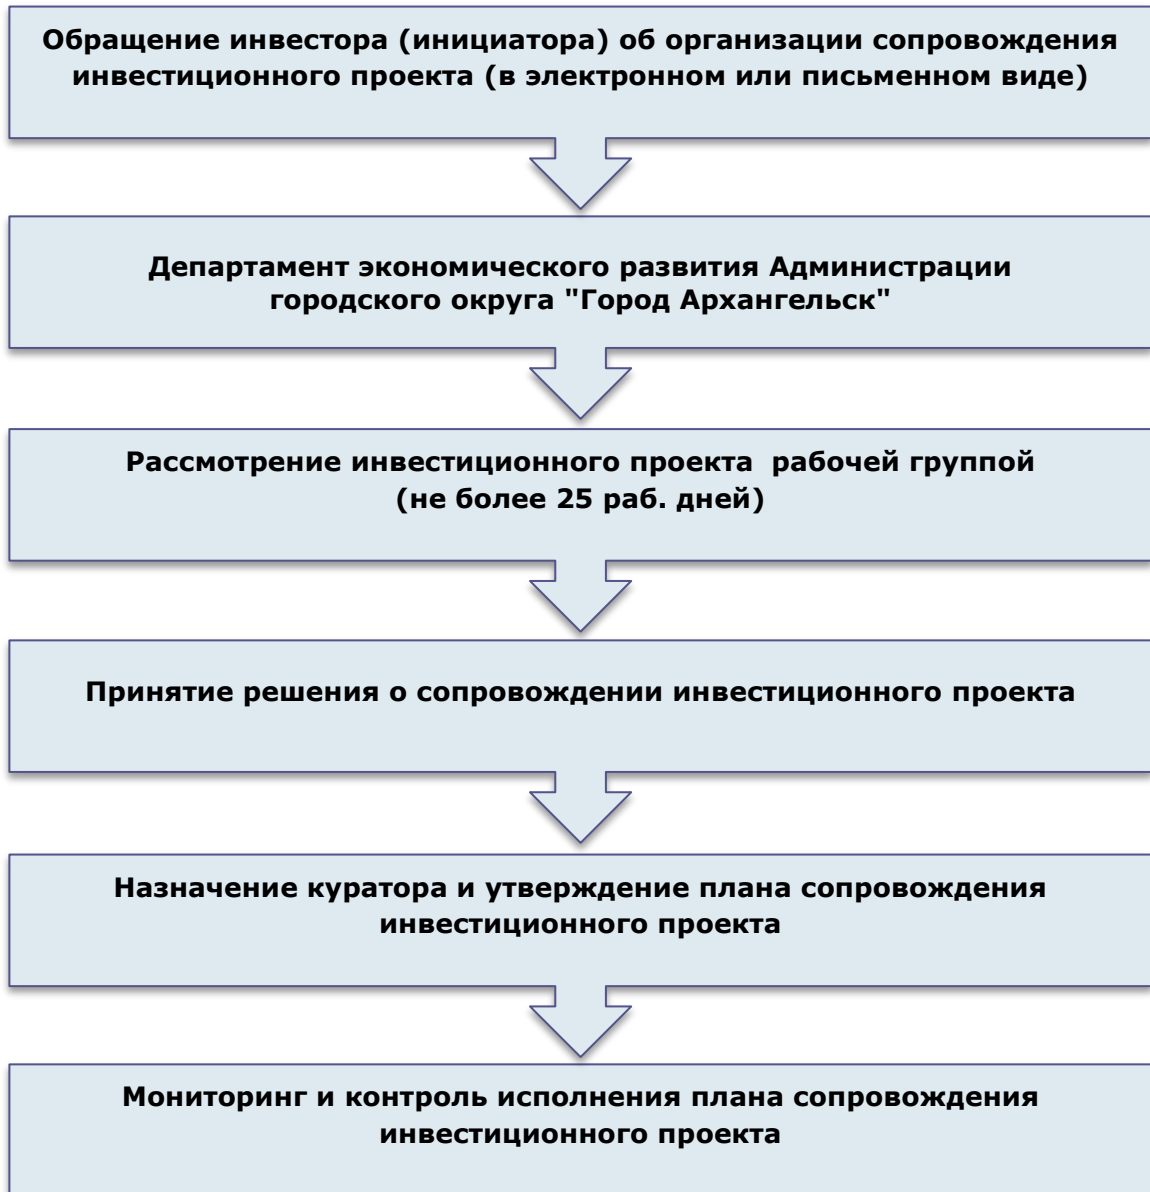 Обращение инвестора (инициатора) об организации сопровождения
инвестиционного проекта (в электронном или письменном виде)
Департамент экономического развития Администрации
городского округа "Город Архангельск"
Рассмотрение инвестиционного проекта  рабочей группой
(не более 25 раб. дней)
Принятие решения о сопровождении инвестиционного проекта
Назначение куратора и утверждение плана сопровождения
инвестиционного проекта
Мониторинг и контроль исполнения плана сопровождения
инвестиционного проекта